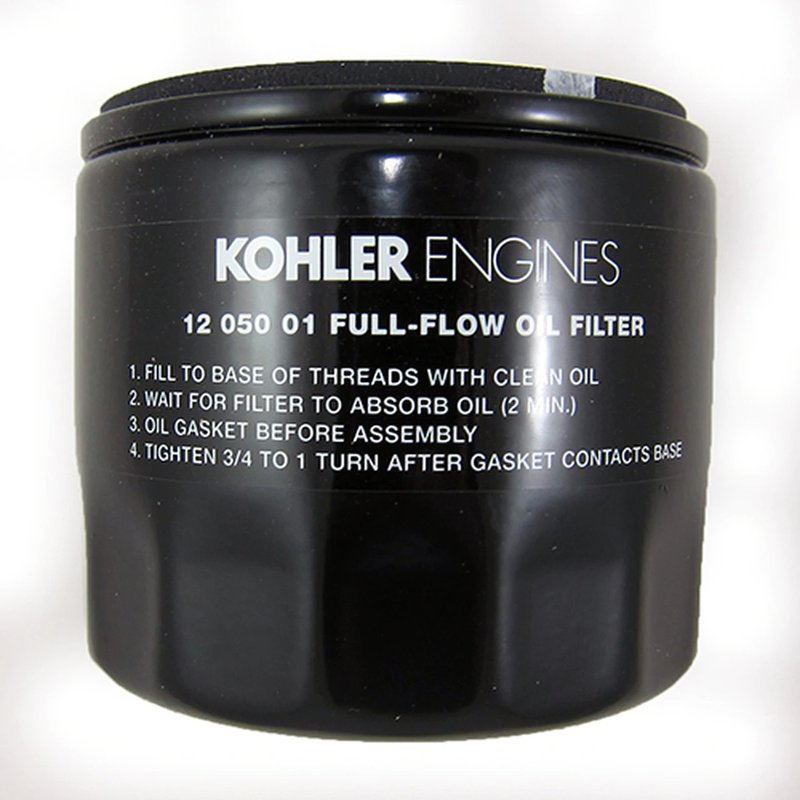 KOHLER ENGINES
12 050 01 FULL-FLOW OIL FILTER
1. FILL TO BASE OF THREADS WITH CLEAN OIL
2. WAIT FOR FILTER TO ABSORB OIL (2 MIN.)
3. OIL GASKET BEFORE ASSEMBLY
4. TIGHTEN 3/4 TO 1 TURN AFTER GASKET CONTACTS BASE